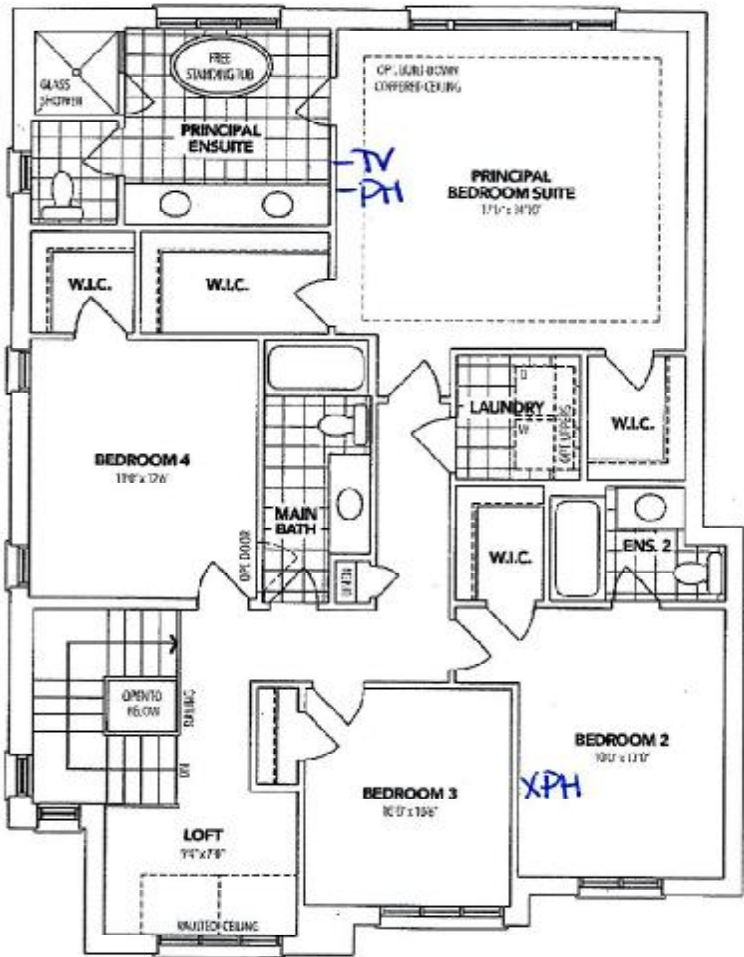 FREE
STANDING TUB
GLASS
SHOWER
OPT. BUILD-DOWN
COFFERED CEILING
PRINCIPAL
ENSUITE
TV
PH
PRINCIPAL
BEDROOM SUITE
W.I.C.
W.I.C.
D
LAUNDRY
W
OPT. UPPERS
W.I.C.
BEDROOM 4
MAIN
BATH
OPT. DOOR
LINEN
W.I.C.
ENS. 2
OPEN TO
BELOW
RAILING
DN
BEDROOM 2
BEDROOM 3
XPH
LOFT
VAULTED CEILING